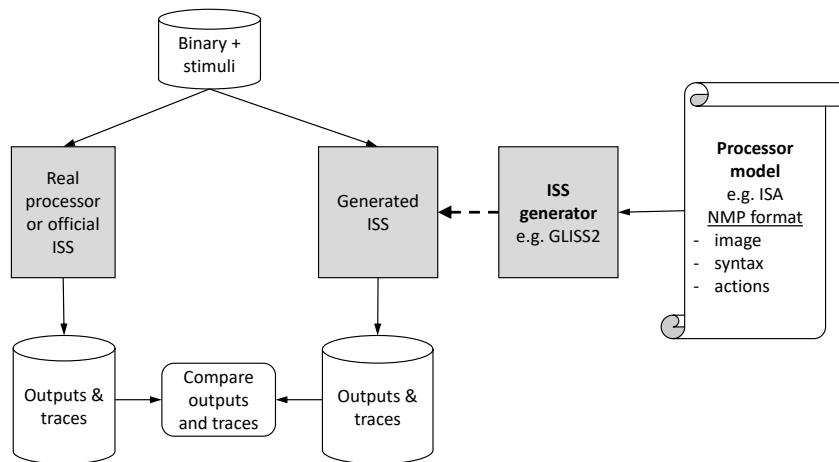 Binary +
stimuli
Real
processor
or official
ISS
Generated
ISS
ISS
generator
e.g. GLISS2
Processor
model
e.g. ISA
NMP format
- image
- syntax
- actions
Outputs &
traces
Compare
outputs
and traces
Outputs &
traces